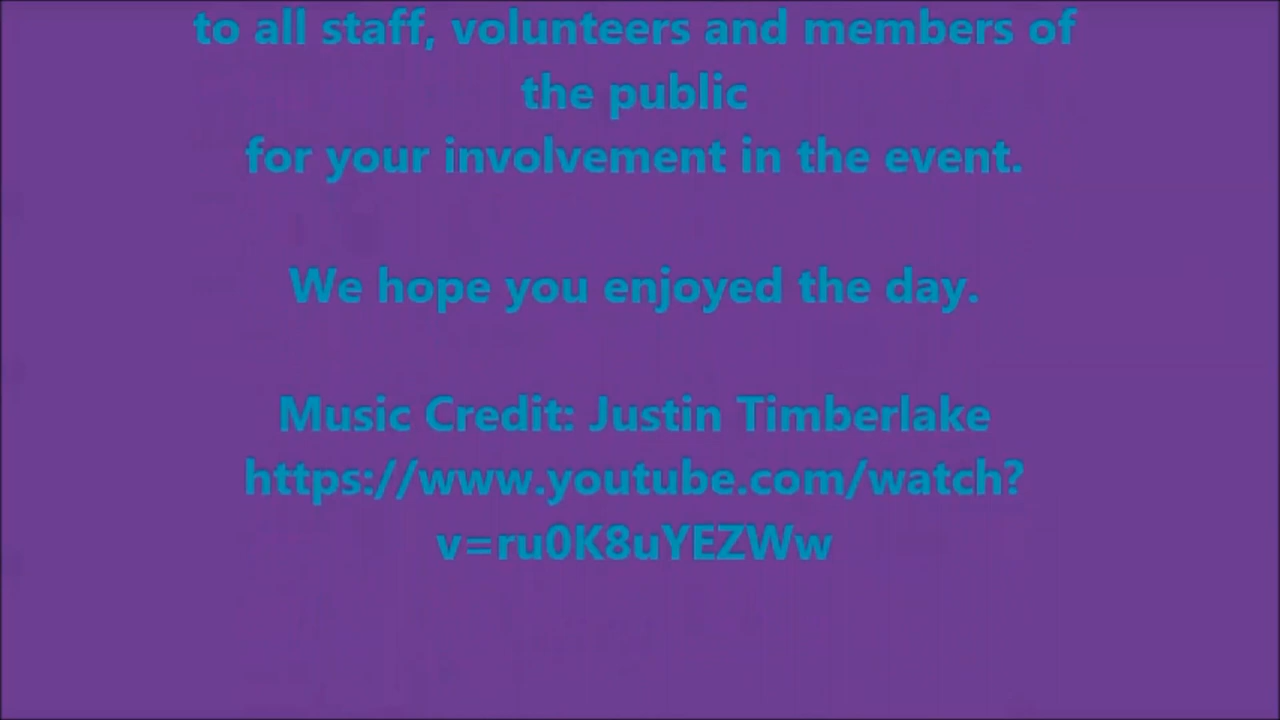 to all staff, volunteers and members of
the public
for your involvement in the event.
We hope you enjoyed the day.
Music Credit: Justin Timberlake
https://www.youtube.com/watch?
v=ru0K8uYEZWw